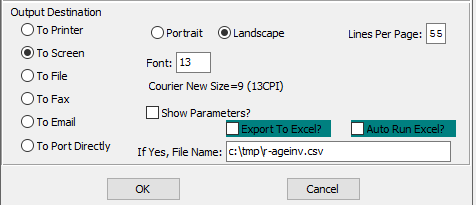 Output Destination
To Printer
To Screen
To File
To Fax
To Email
To Port Directly
Portrait Landscape Lines Per Page: 55
Font: 13
Courier New Size=9 (13CPI)
Show Parameters?
Export To Excel? Auto Run Excel?
If Yes, File Name: c:\tmp\r-ageinv.csv
OK Cancel